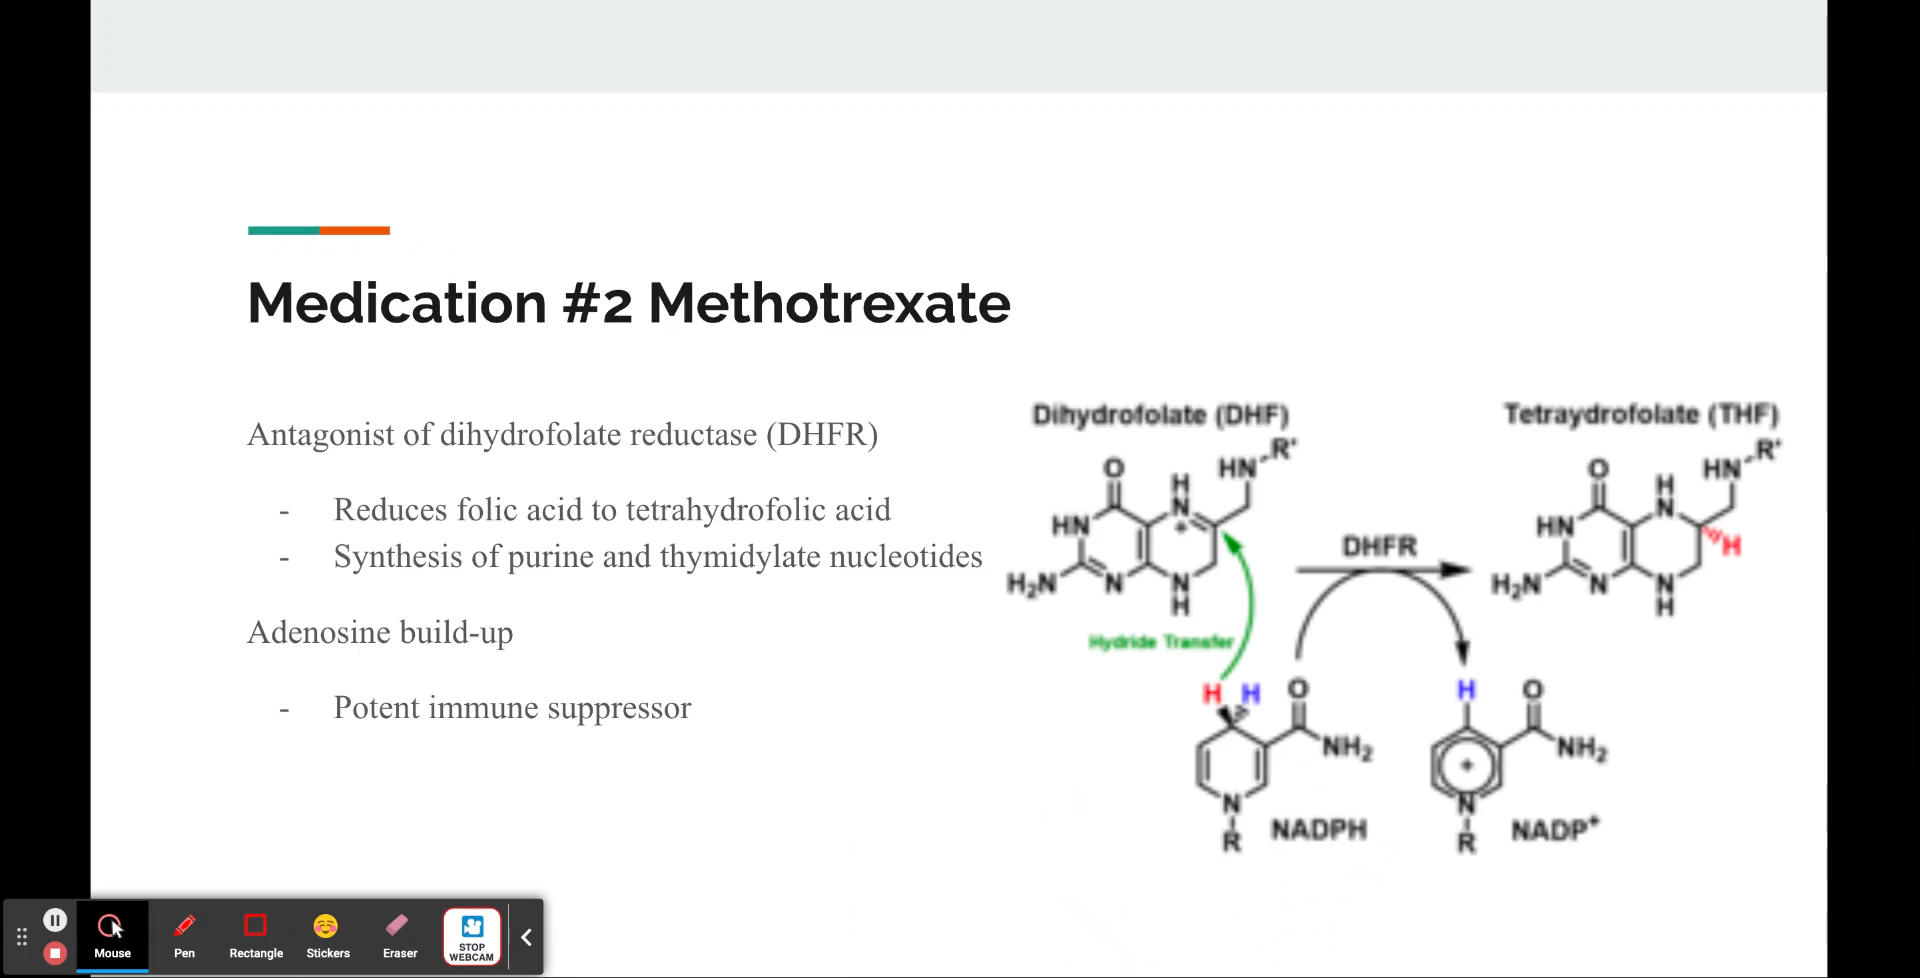 Medication #2 Methotrexate
Antagonist of dihydrofolate reductase (DHFR)
- Reduces folic acid to tetrahydrofolic acid
- Synthesis of purine and thymidylate nucleotides
Adenosine build-up
- Potent immune suppressor
Dihydrofolate (DHF)
HN R'
O H
HN N +
H₂N N N
H
Hydride Transfer
DHFR
Tetraydrofolate (THF)
HN R'
O H
HN N
H
H₂N N N
H
H H O
NH₂
N
R NADPH
H O
NH₂
+
N
R NADP⁺
Mouse
Pen
Rectangle
Stickers
Eraser
STOP
WEBCAM